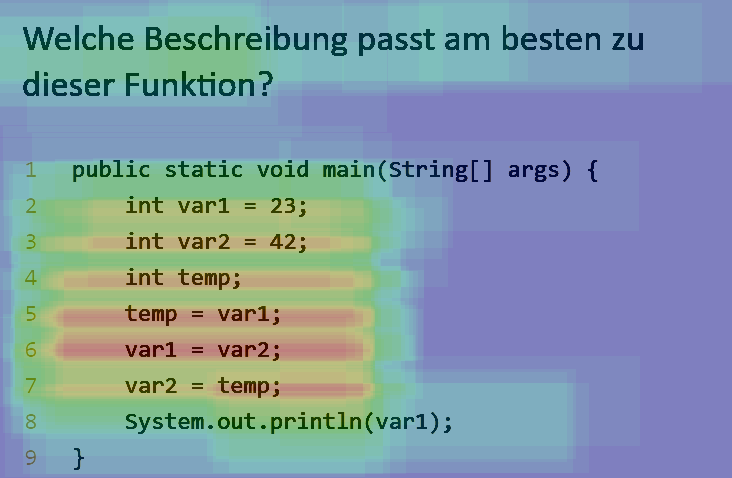 Welche Beschreibung passt am besten zu
dieser Funktion?
1 public static void main(String[] args) {
2 int var1 = 23;
3 int var2 = 42;
4 int temp;
5 temp = var1;
6 var1 = var2;
7 var2 = temp;
8 System.out.println(var1);
9 }